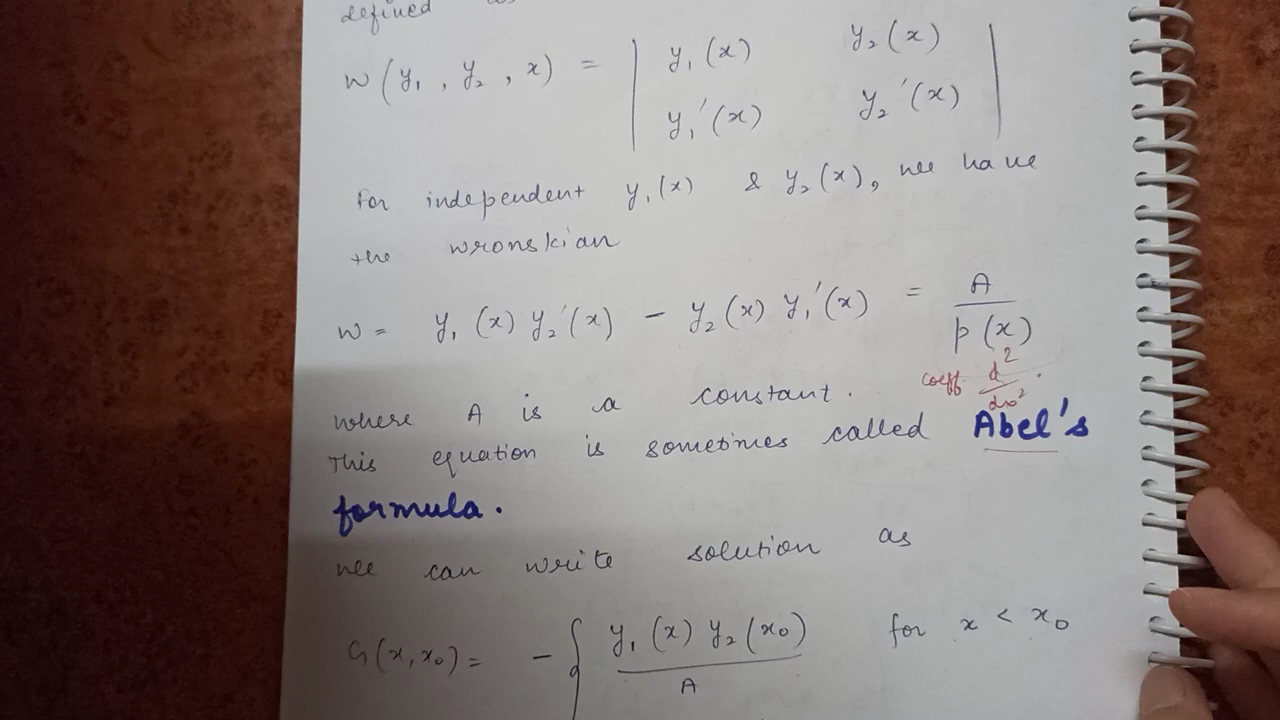 defined
W(y₁, y₂, x) = | y₁(x) y₂(x) |
| y₁'(x) y₂'(x) |
For independent y₁(x) & y₂(x), we have
the wronskian
W = y₁(x) y₂'(x) − y₂(x) y₁'(x) = A / p(x)
coeff. d²/dx².
where A is a constant.
This equation is sometimes called Abel's
formula.
we can write solution as
G(x, x₀) = − { y₁(x) y₂(x₀) / A for x < x₀